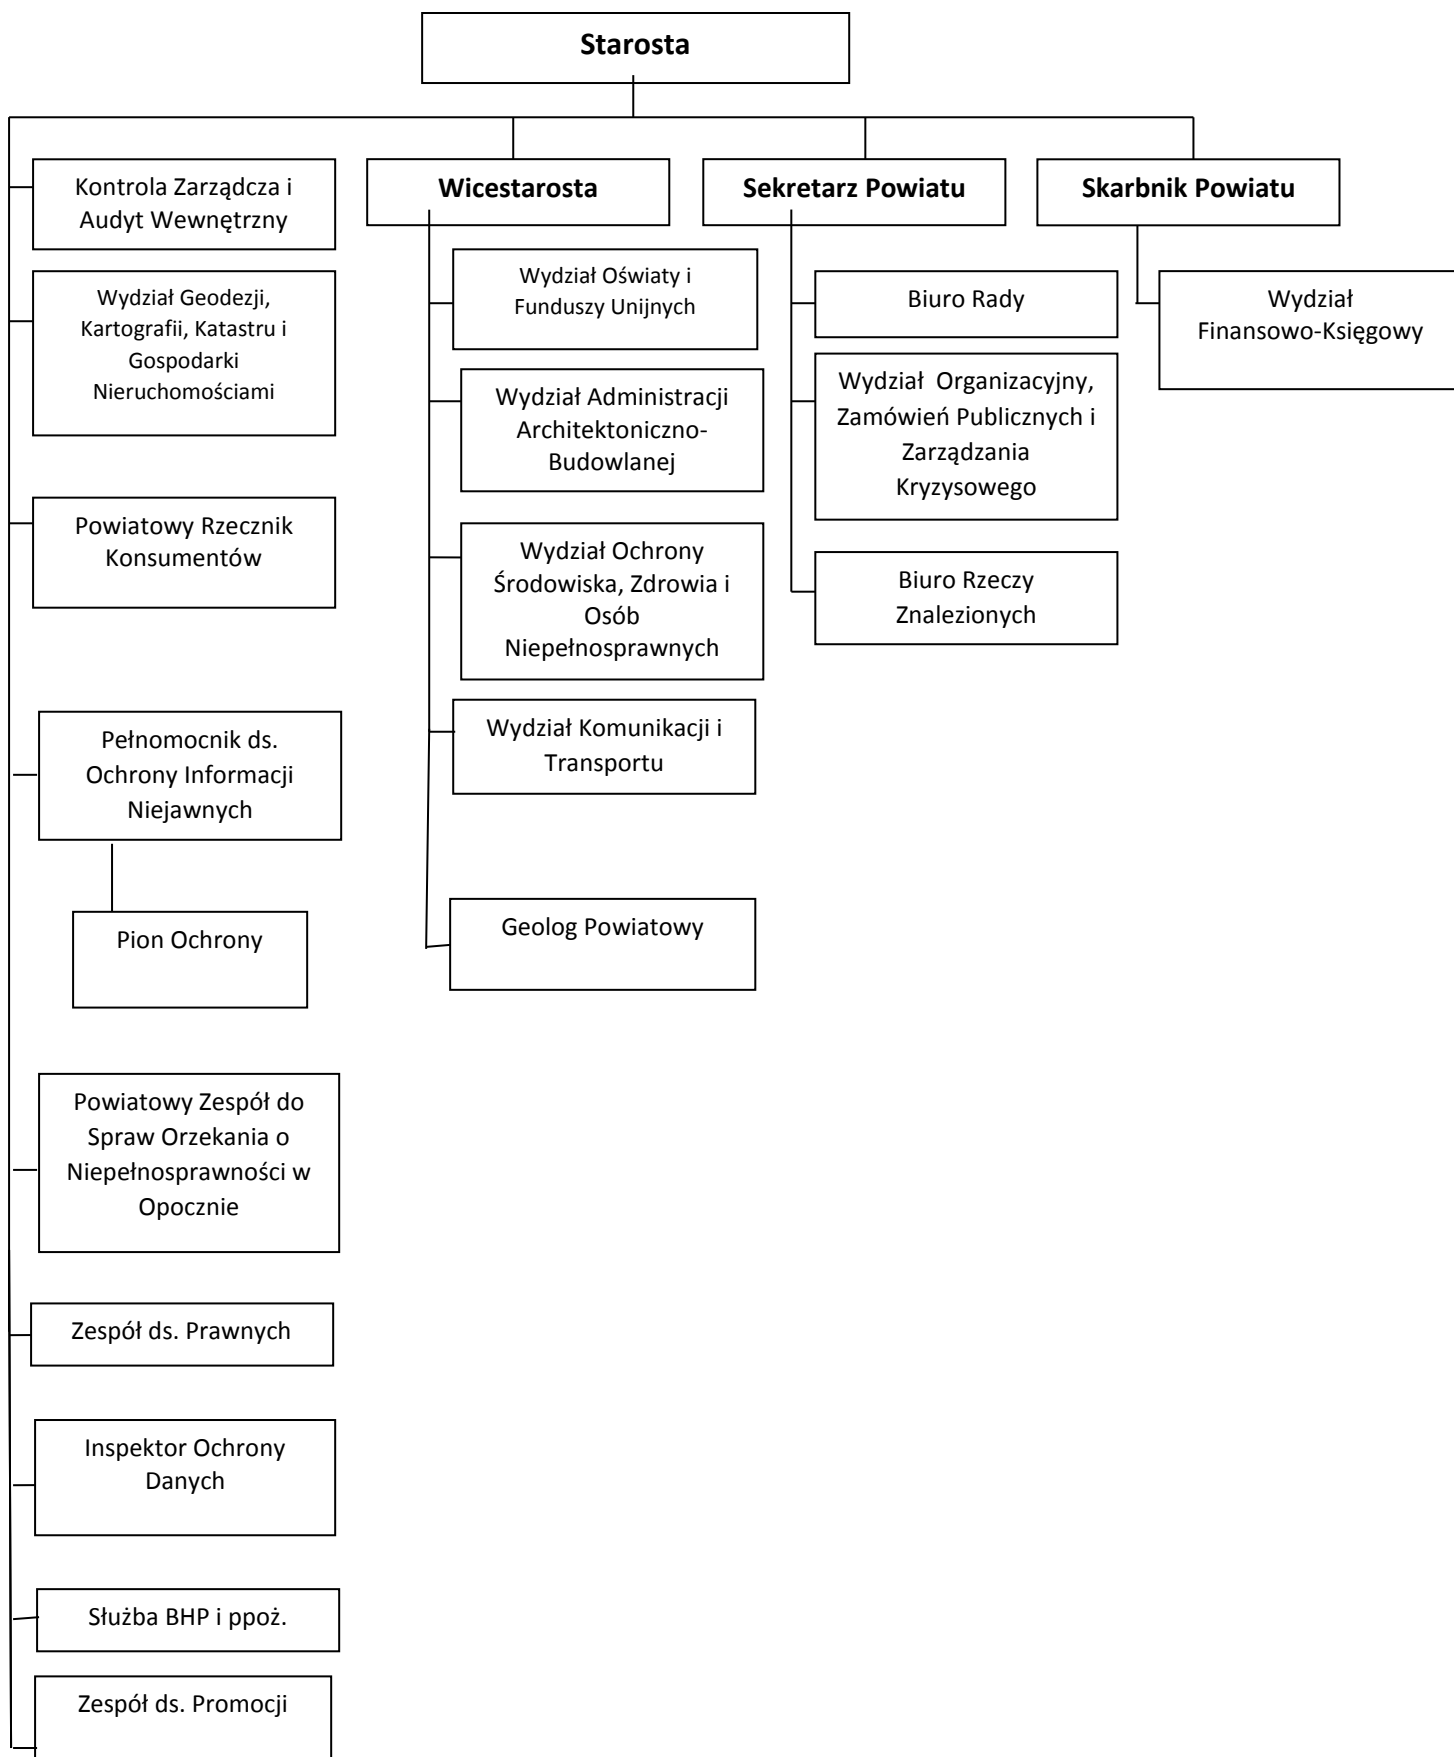 Starosta
Kontrola Zarządcza i
Audyt Wewnętrzny
Wydział Geodezji,
Kartografii, Katastru i
Gospodarki
Nieruchomościami
Powiatowy Rzecznik
Konsumentów
Pełnomocnik ds.
Ochrony Informacji
Niejawnych
Pion Ochrony
Powiatowy Zespół do
Spraw Orzekania o
Niepełnosprawności w
Opocznie
Zespół ds. Prawnych
Inspektor Ochrony
Danych
Służba BHP i ppoż.
Zespół ds. Promocji
Wicestarosta
Wydział Oświaty i
Funduszy Unijnych
Wydział Administracji
Architektoniczno-
Budowlanej
Wydział Ochrony
Środowiska, Zdrowia i
Osób
Niepełnosprawnych
Wydział Komunikacji i
Transportu
Geolog Powiatowy
Sekretarz Powiatu
Biuro Rady
Wydział Organizacyjny,
Zamówień Publicznych i
Zarządzania
Kryzysowego
Biuro Rzeczy
Znalezionych
Skarbnik Powiatu
Wydział
Finansowo-Księgowy